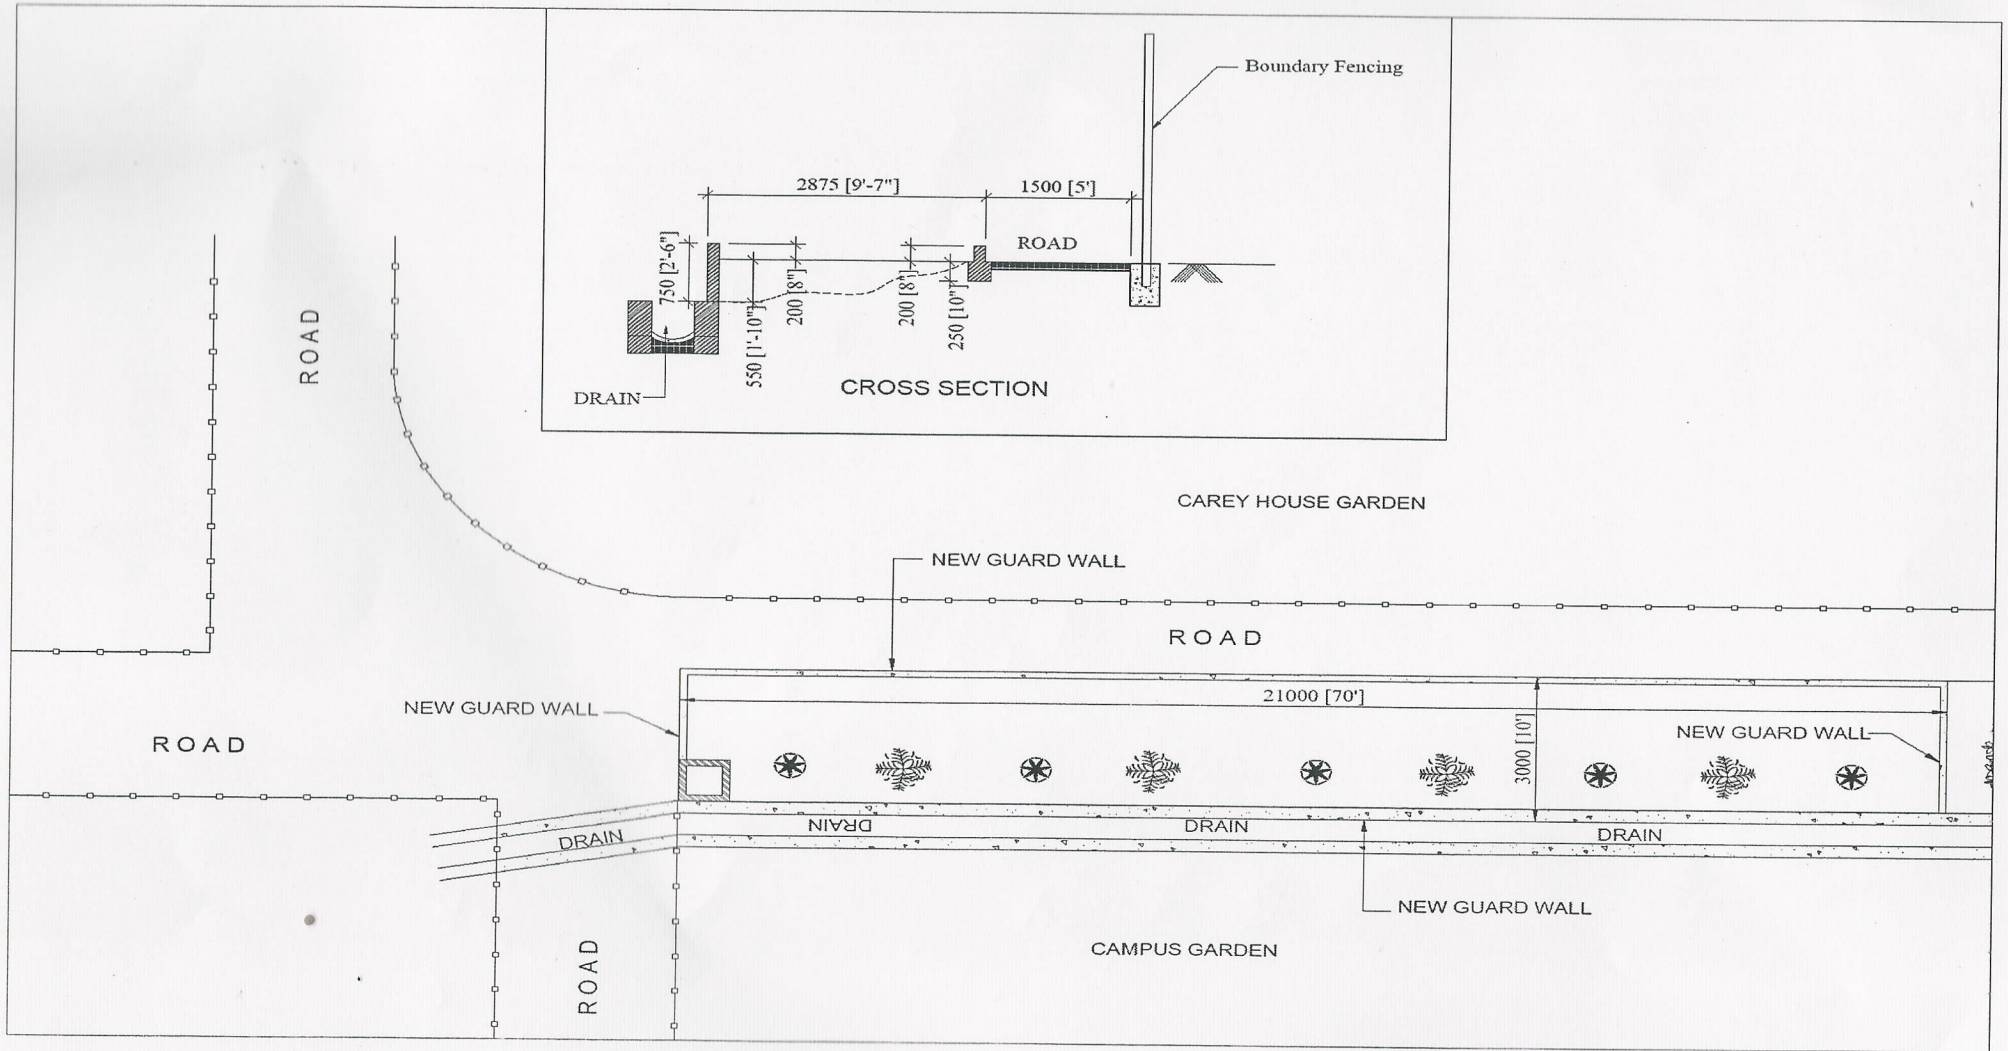 Boundary Fencing
2875 [9'-7"]
1500 [5']
750 [2'-6"]
ROAD
200 [8"]
200 [8"]
250 [10"]
550 [1'-10"]
DRAIN
CROSS SECTION
ROAD
CAREY HOUSE GARDEN
NEW GUARD WALL
ROAD
21000 [70']
NEW GUARD WALL
3000 [10']
NEW GUARD WALL
ROAD
DRAIN
DRAIN
DRAIN
DRAIN
NEW GUARD WALL
CAMPUS GARDEN
ROAD